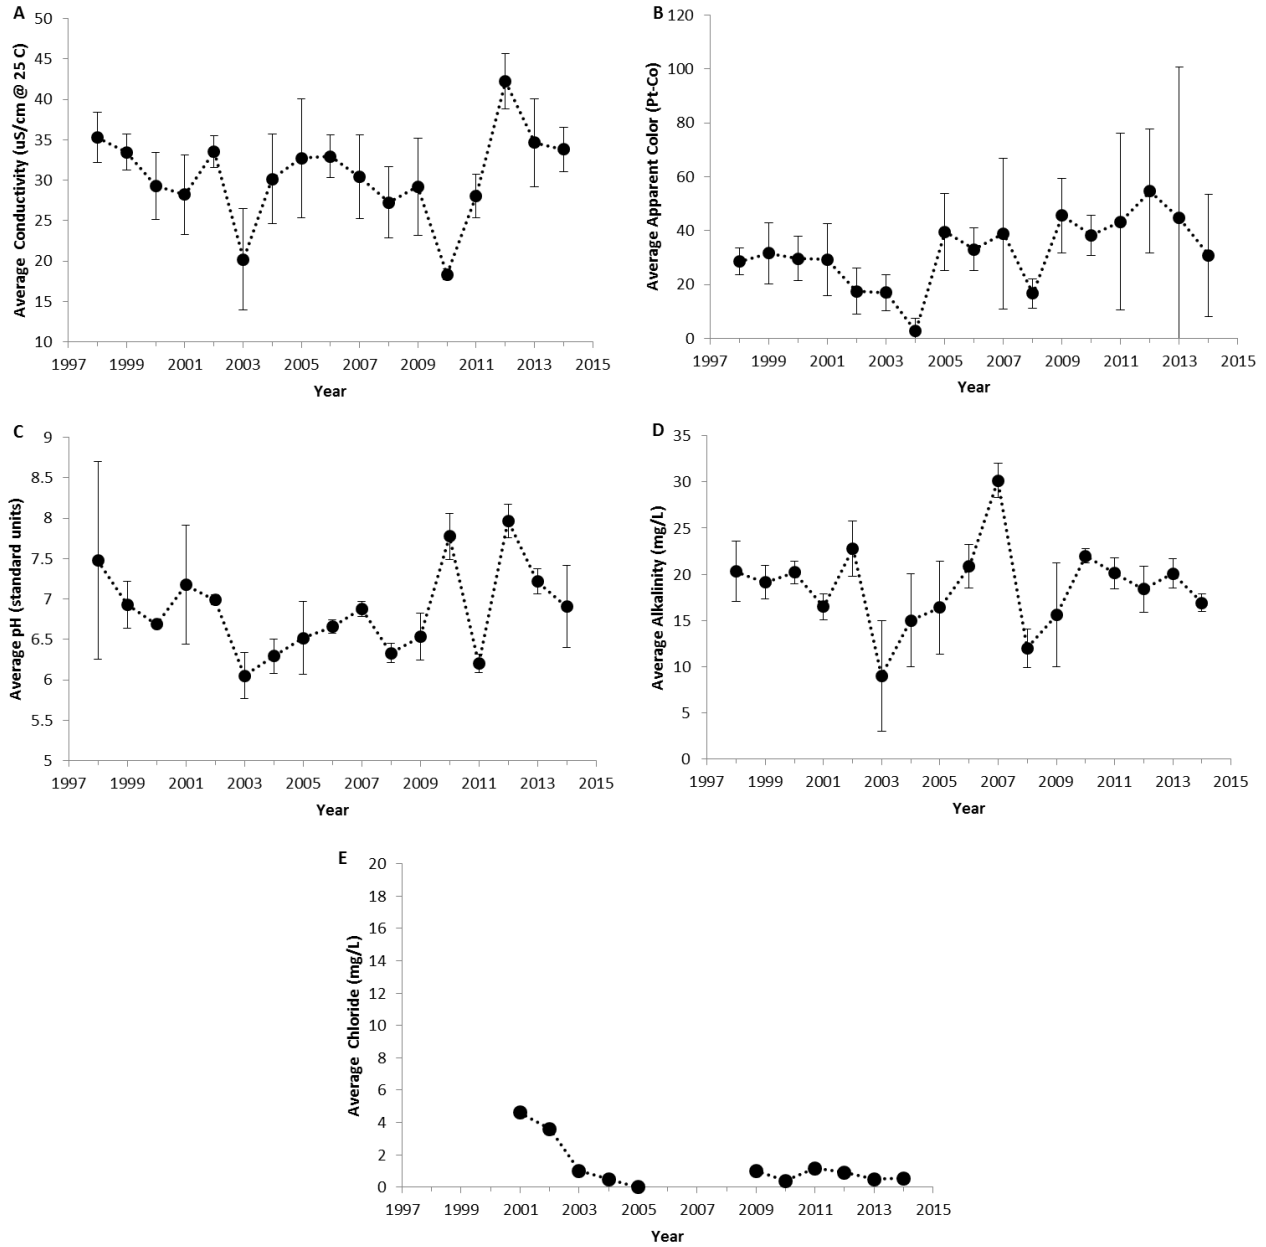 A
50
45
40
35
30
25
20
15
10
1997 1999 2001 2003 2005 2007 2009 2011 2013 2015
Year
Average Conductivity (uS/cm @ 25 C)
B
120
100
80
60
40
20
0
1997 1999 2001 2003 2005 2007 2009 2011 2013 2015
Year
Average Apparent Color (Pt-Co)
C
9
8.5
8
7.5
7
6.5
6
5.5
5
1997 1999 2001 2003 2005 2007 2009 2011 2013 2015
Year
Average pH (standard units)
D
35
30
25
20
15
10
5
0
1997 1999 2001 2003 2005 2007 2009 2011 2013 2015
Year
Average Alkalinity (mg/L)
E
20
18
16
14
12
10
8
6
4
2
0
1997 1999 2001 2003 2005 2007 2009 2011 2013 2015
Year
Average Chloride (mg/L)